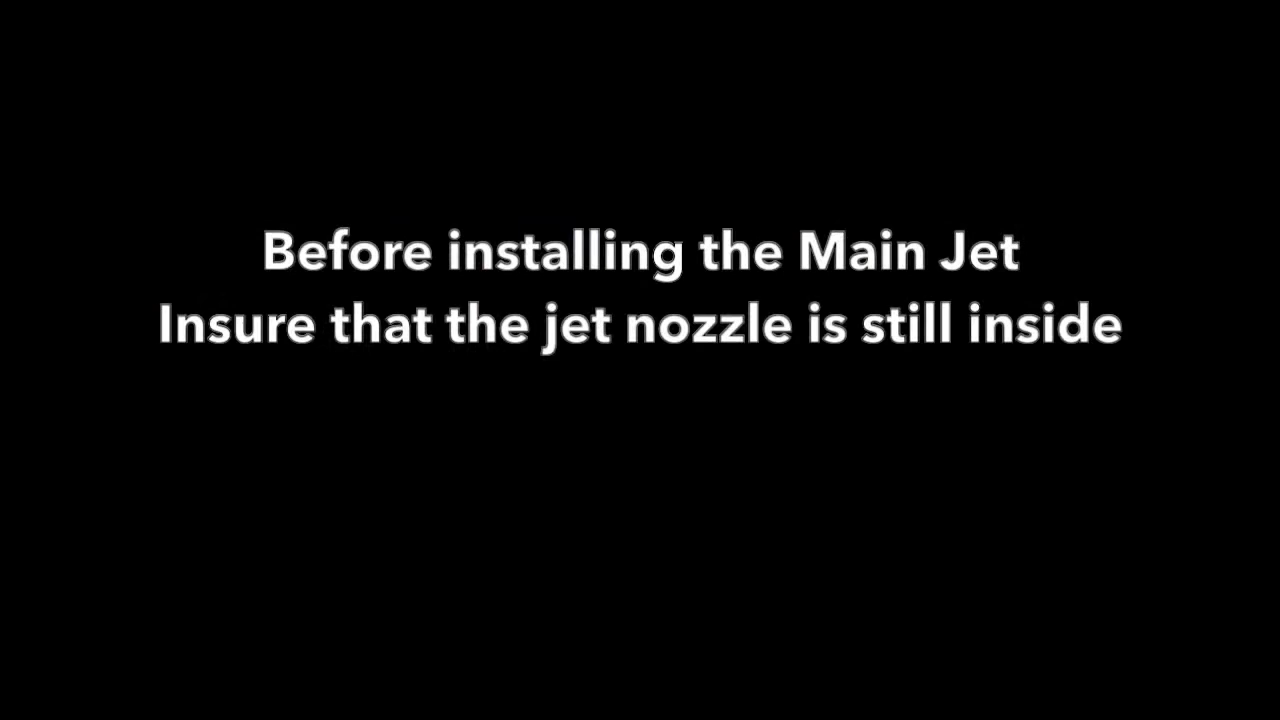 Before installing the Main Jet
Insure that the jet nozzle is still inside